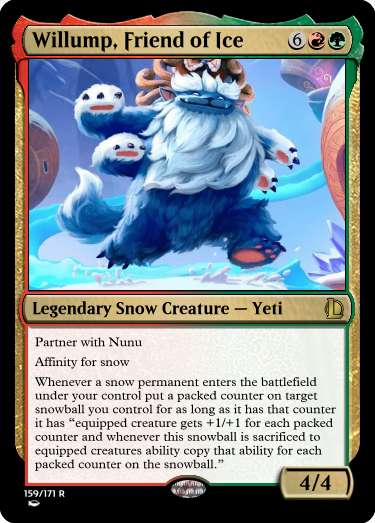 Willump, Friend of Ice 6
Legendary Snow Creature — Yeti
Partner with Nunu
Affinity for snow
Whenever a snow permanent enters the battlefield
under your control put a packed counter on target
snowball you control for as long as it has that counter
it has “equipped creature gets +1/+1 for each packed
counter and whenever this snowball is sacrificed to
equipped creatures ability copy that ability for each
packed counter on the snowball.”
4/4
159/171 R